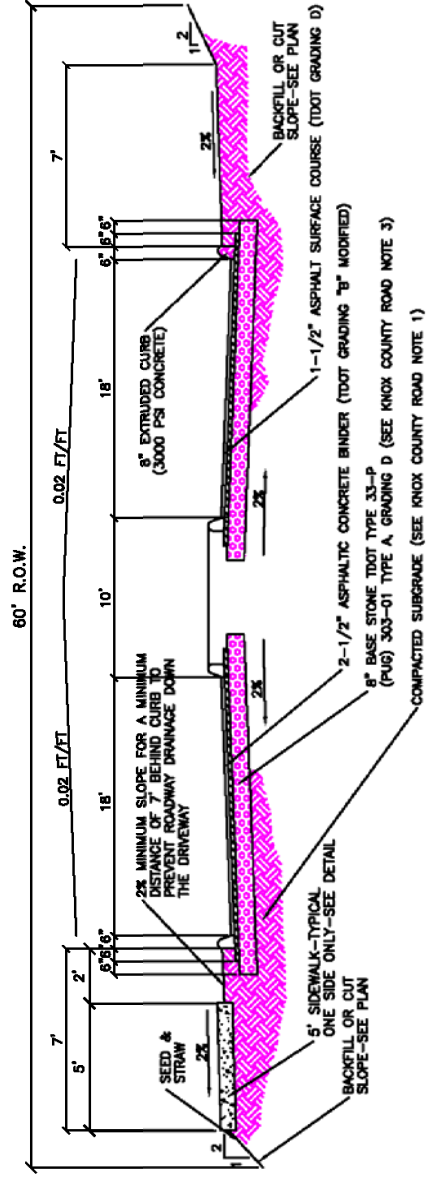 60' R.O.W.
0.02 FT/FT
0.02 FT/FT
7'
5'
2'
6"6"6"
18'
10'
18'
6"
6"6"
7'
SEED &
STRAW
2% MINIMUM SLOPE FOR A MINIMUM
DISTANCE OF 7' BEHIND CURB TO
PREVENT ROADWAY DRAINAGE DOWN
THE DRIVEWAY
8" EXTRUDED CURB
(3000 PSI CONCRETE)
2%
2%
2
1
2
1
2%
2%
BACKFILL OR CUT
SLOPE-SEE PLAN (TDOT GRADING D)
1-1/2" ASPHALT SURFACE COURSE
2-1/2" ASPHALTIC CONCRETE BINDER (TDOT GRADING "B" MODIFIED)
8" BASE STONE TDOT TYPE 33-P
(PUG) 303-01 TYPE A, GRADING D (SEE KNOX COUNTY ROAD NOTE 3)
COMPACTED SUBGRADE (SEE KNOX COUNTY ROAD NOTE 1)
5' SIDEWALK-TYPICAL
ONE SIDE ONLY-SEE DETAIL
BACKFILL OR CUT
SLOPE-SEE PLAN